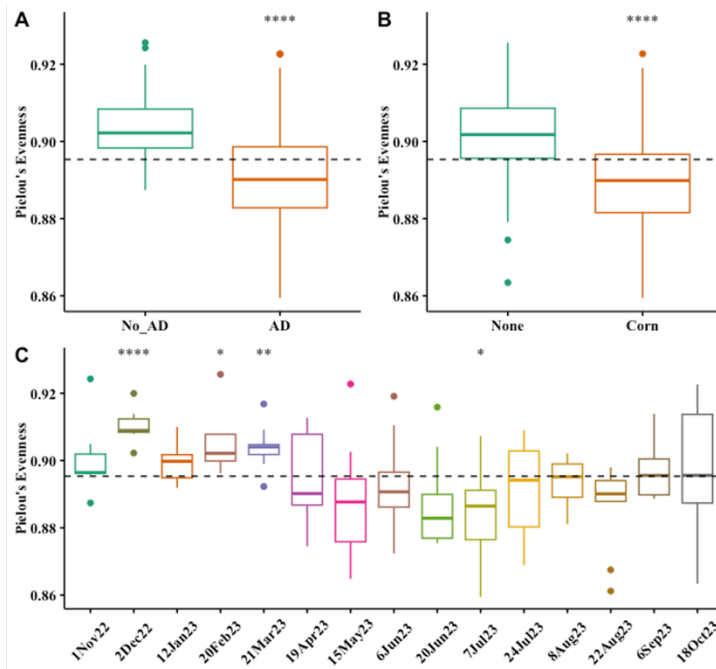 A
B
****
****
Pielou's Evenness
0.92
0.90
0.88
0.86
No_AD
AD
Pielou's Evenness
0.92
0.90
0.88
0.86
None
Corn
C
****
*
**
*
Pielou's Evenness
0.92
0.90
0.88
0.86
1Nov22
2Dec22
12Jan23
20Feb23
21Mar23
19Apr23
15May23
6Jun23
20Jun23
7Jul23
24Jul23
8Aug23
22Aug23
6Sep23
18Oct23